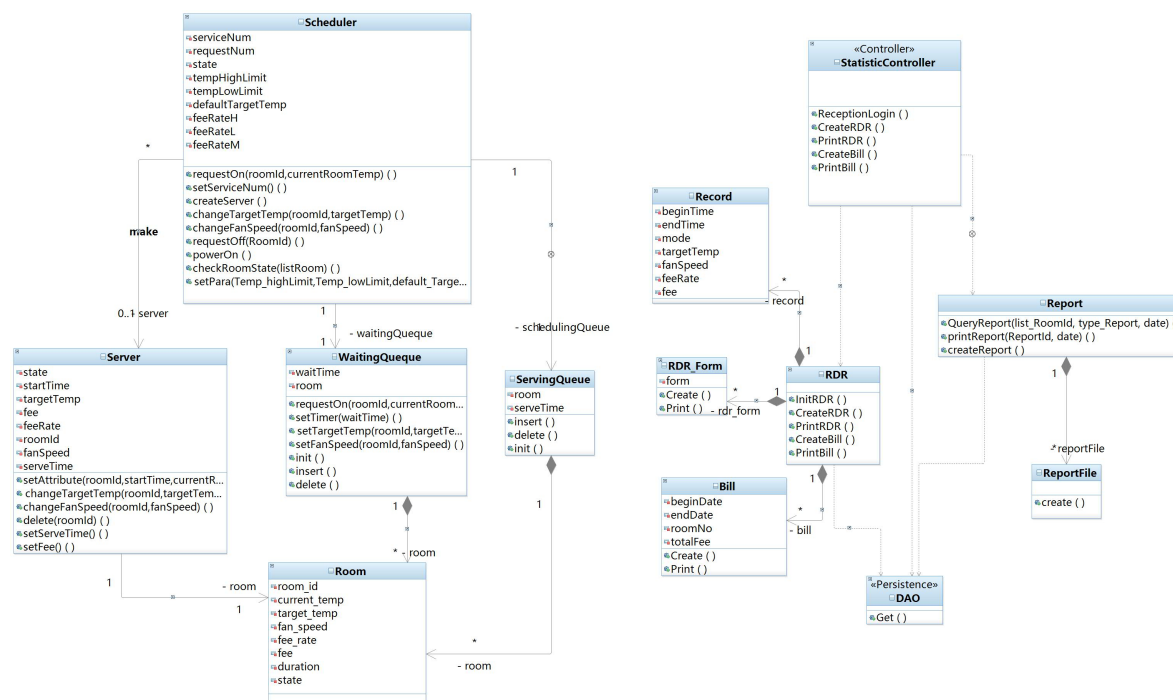 Scheduler
serviceNum
requestNum
state
tempHighLimit
tempLowLimit
defaultTargetTemp
feeRateH
feeRateL
feeRateM
requestOn(roomId,currentRoomTemp) ( )
setServiceNum() ( )
createServer ( )
changeTargetTemp(roomId,targetTemp) ( )
changeFanSpeed(roomId,fanSpeed) ( )
requestOff(RoomId) ( )
powerOn ( )
checkRoomState(listRoom) ( )
setPara(Temp_highLimit,Temp_lowLimit,default_Targe...
*
make
0..1
- server
1
1
- waitingQueque
1
- schedulingQueue
Server
state
startTime
targetTemp
fee
feeRate
roomId
fanSpeed
serveTime
setAttribute(roomId,startTime,currentR...
changeTargetTemp(roomId,targetTem...
changeFanSpeed(roomId,fanSpeed) ( )
delete(roomId) ( )
setServeTime() ( )
setFee() ( )
1
- room
1
WaitingQueque
waitTime
room
requestOn(roomId,currentRoom...
setTimer(waitTime) ( )
setTargetTemp(roomId,targetTe...
setFanSpeed(roomId,fanSpeed) ( )
init ( )
insert ( )
delete ( )
1
* - room
ServingQueue
room
serveTime
insert ( )
delete ( )
init ( )
1
*
- room
Room
room_id
current_temp
target_temp
fan_speed
fee_rate
fee
duration
state
«Controller»
StatisticController
ReceptionLogin ( )
CreateRDR ( )
PrintRDR ( )
CreateBill ( )
PrintBill ( )
Record
beginTime
endTime
mode
targetTemp
fanSpeed
feeRate
fee
*
- record
1
RDR_Form
form
Create ( )
Print ( )
*
1
- rdr_form
RDR
InitRDR ( )
CreateRDR ( )
PrintRDR ( )
CreateBill ( )
PrintBill ( )
1
*
- bill
Bill
beginDate
endDate
roomNo
totalFee
Create ( )
Print ( )
Report
QueryReport(list_RoomId, type_Report, date)
printReport(ReportId, date) ( )
createReport ( )
1
* - reportFile
ReportFile
create ( )
«Persistence»
DAO
Get ( )